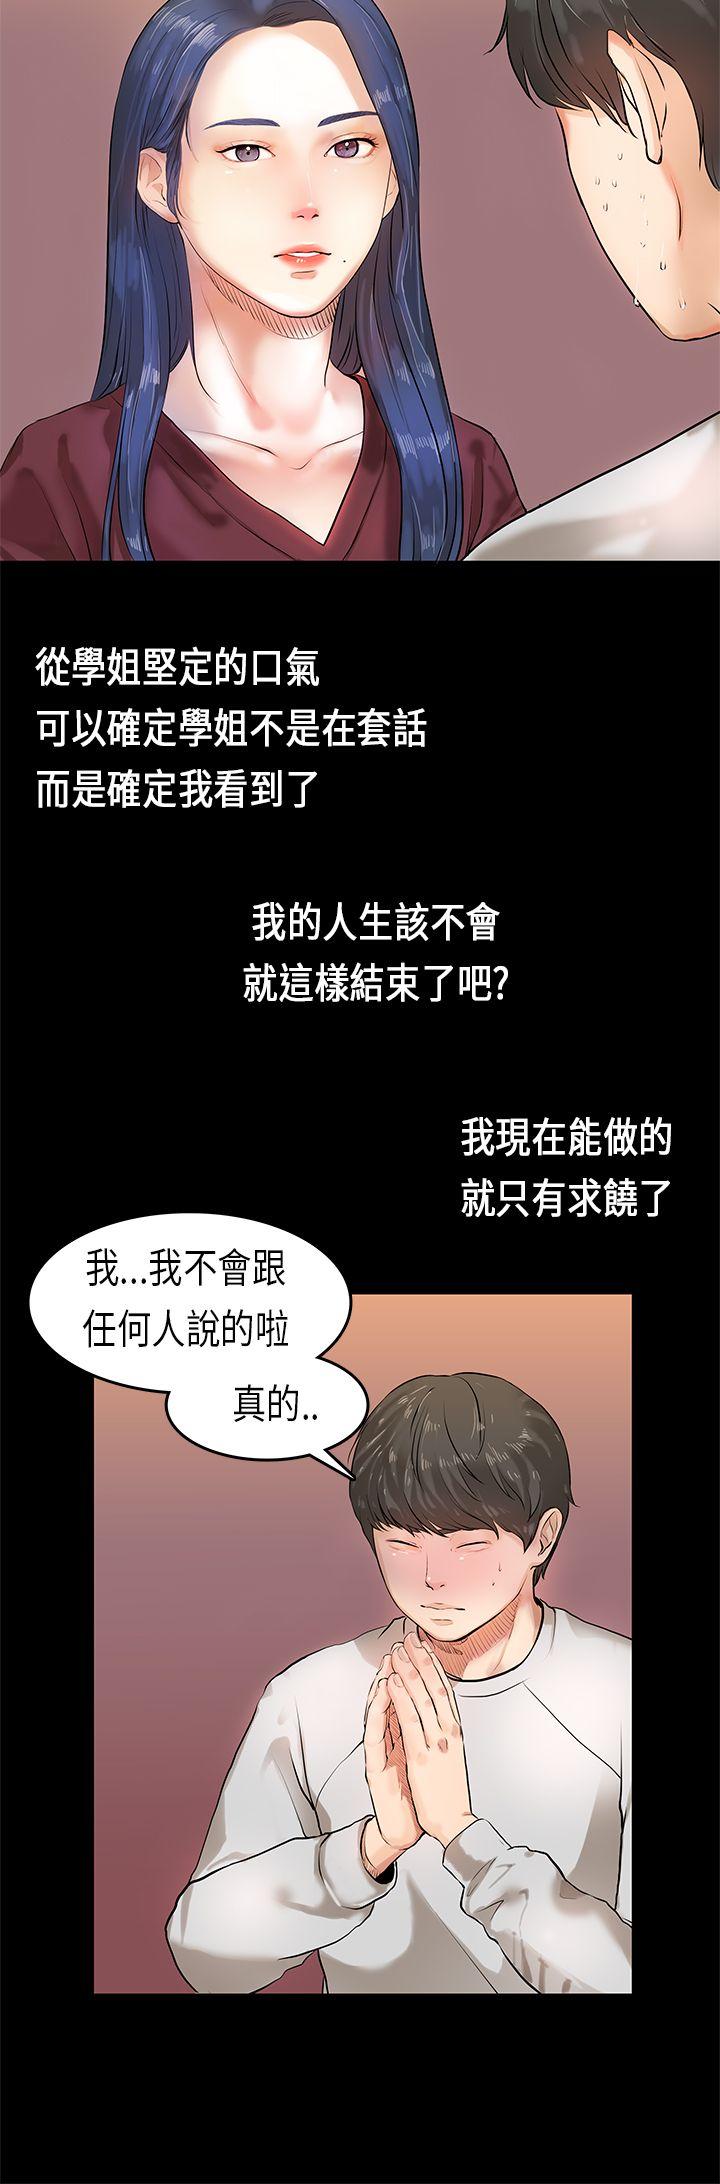 從學姐堅定的口氣
可以確定學姐不是在套話
而是確定我看到了
我的人生該不會
就這樣結束了吧?
我現在能做的
就只有求饒了
我...我不會跟
任何人說的啦
真的..